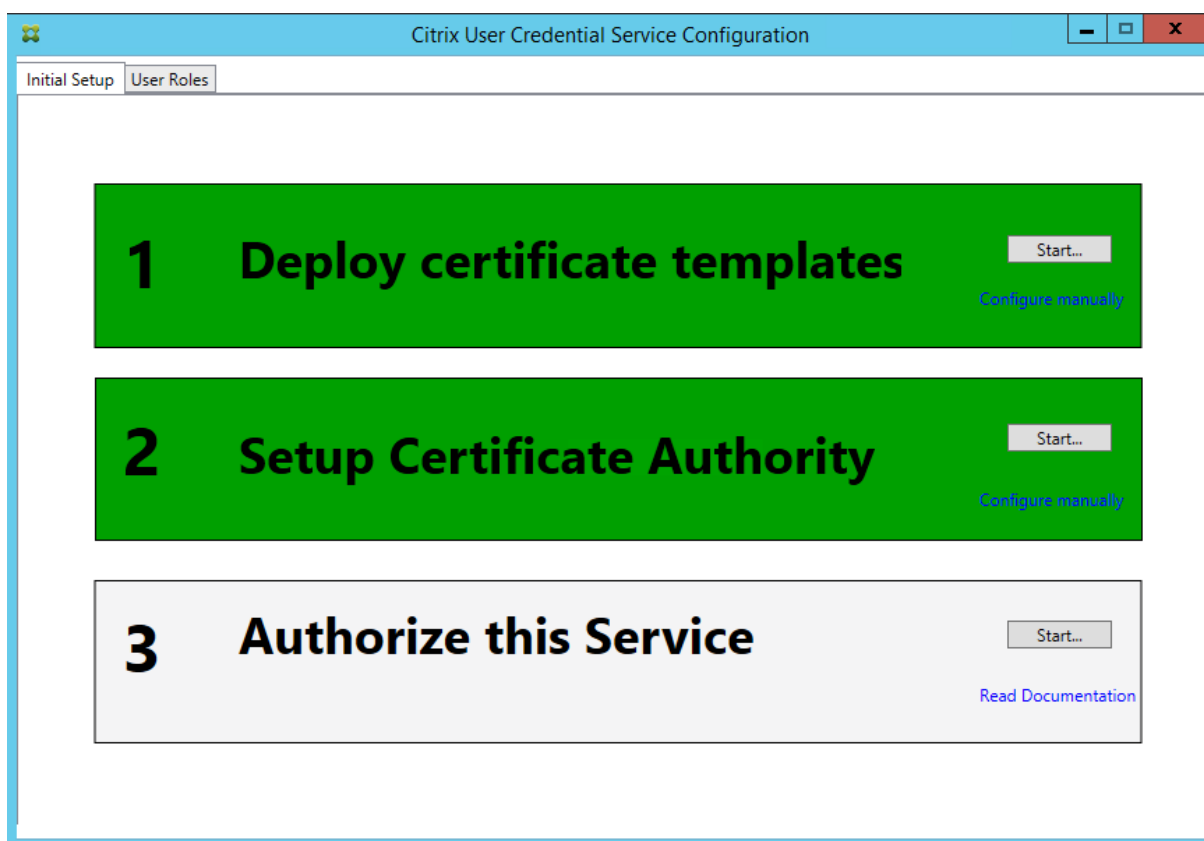 Citrix User Credential Service Configuration
Initial Setup User Roles
1 Deploy certificate templates
Start...
Configure manually
2 Setup Certificate Authority
Start...
Configure manually
3 Authorize this Service
Start...
Read Documentation